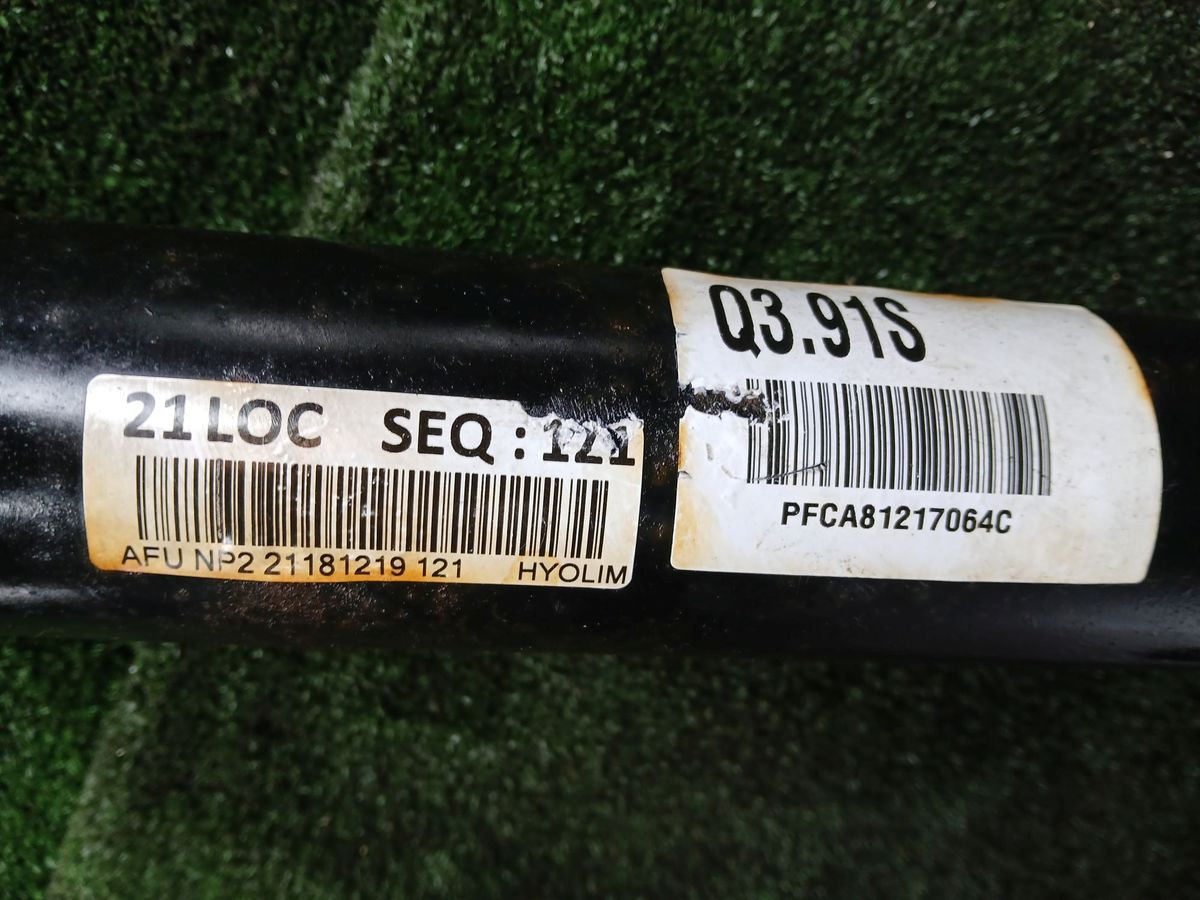 21 LOC SEQ : 121
AFU NP2 21181219 121 HYOLIM
Q3.91S
PFCA81217064C